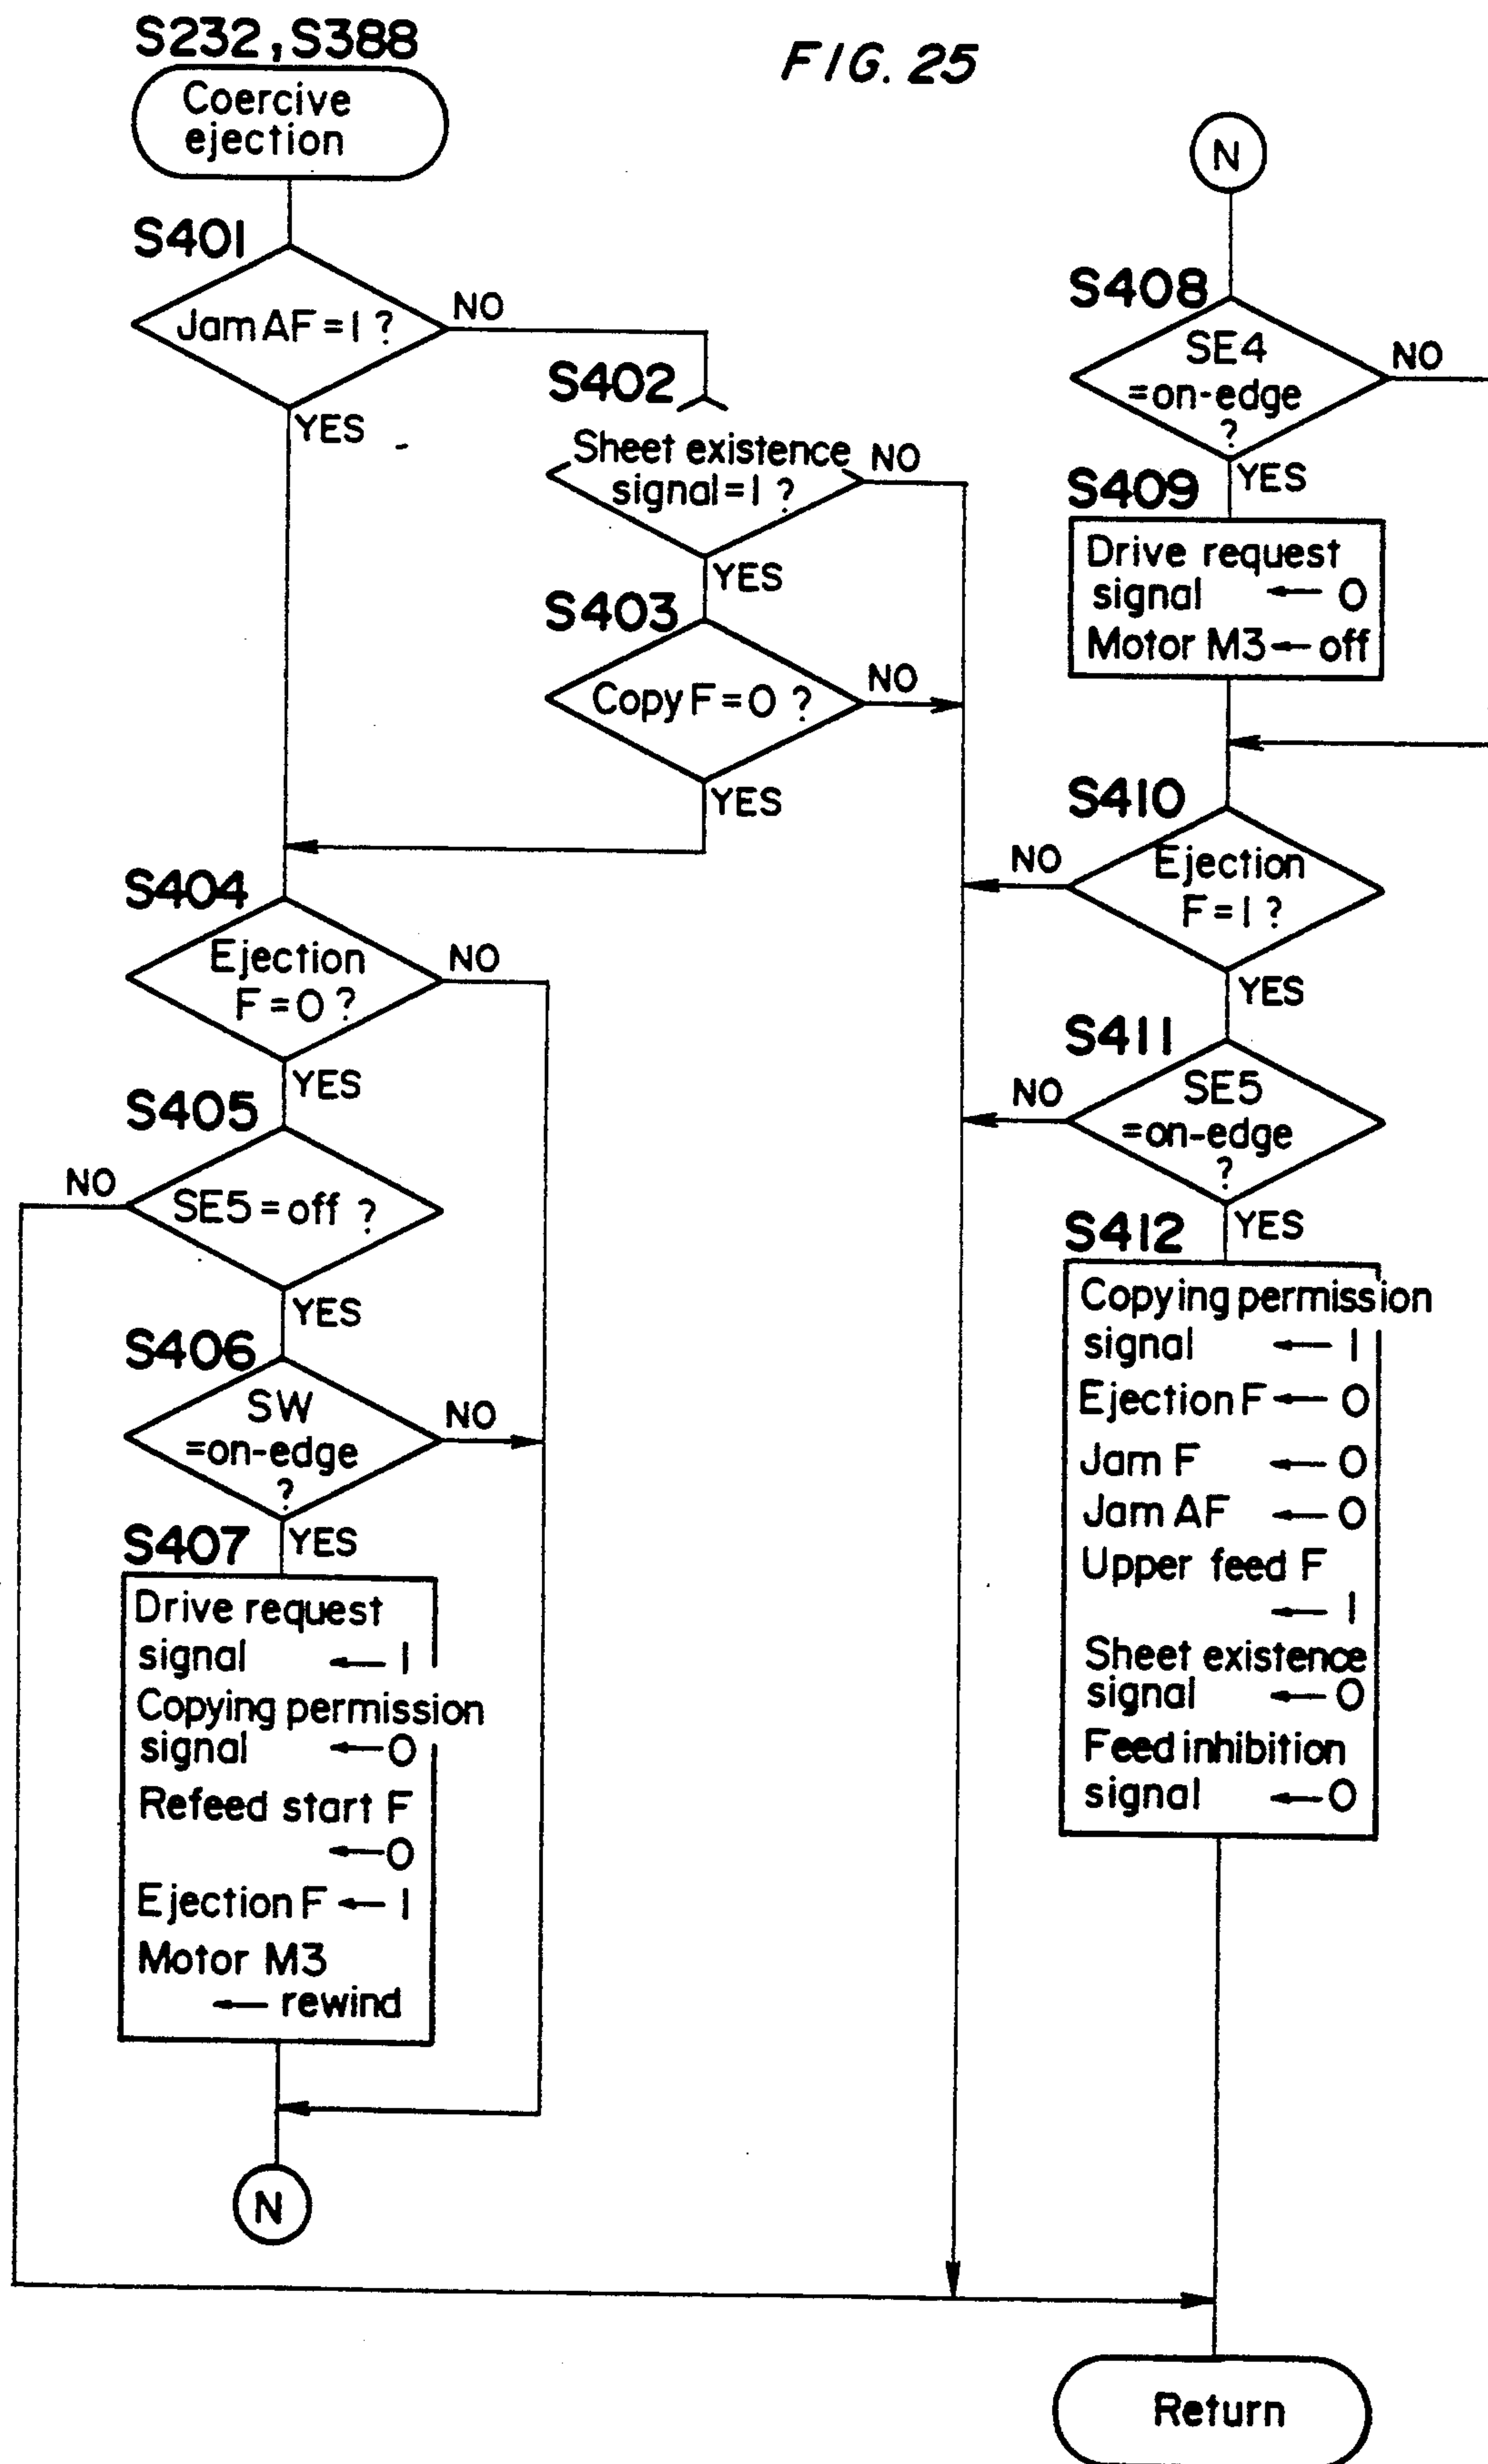 S232,S388
FIG. 25
Coercive
ejection
S401
Jam AF=1 ?
NO
YES
S402
Sheet existence
signal=1 ?
NO
YES
S403
Copy F=0 ?
NO
YES
S404
Ejection
F=0 ?
NO
YES
S405
NO
SE5=off ?
YES
S406
SW
=on-edge
?
NO
YES
S407
Drive request
signal ←1
Copying permission
signal ←0
Refeed start F
←0
Ejection F ←1
Motor M3
← rewind
N
N
S408
SE4
=on-edge
?
NO
YES
S409
Drive request
signal ← 0
Motor M3← off
S410
NO
Ejection
F=1 ?
YES
S411
NO
SE5
=on-edge
?
YES
S412
Copying permission
signal ← 1
Ejection F← 0
Jam F ← 0
Jam AF ← 0
Upper feed F
← 1
Sheet existence
signal ←0
Feed inhibition
signal ←0
Return